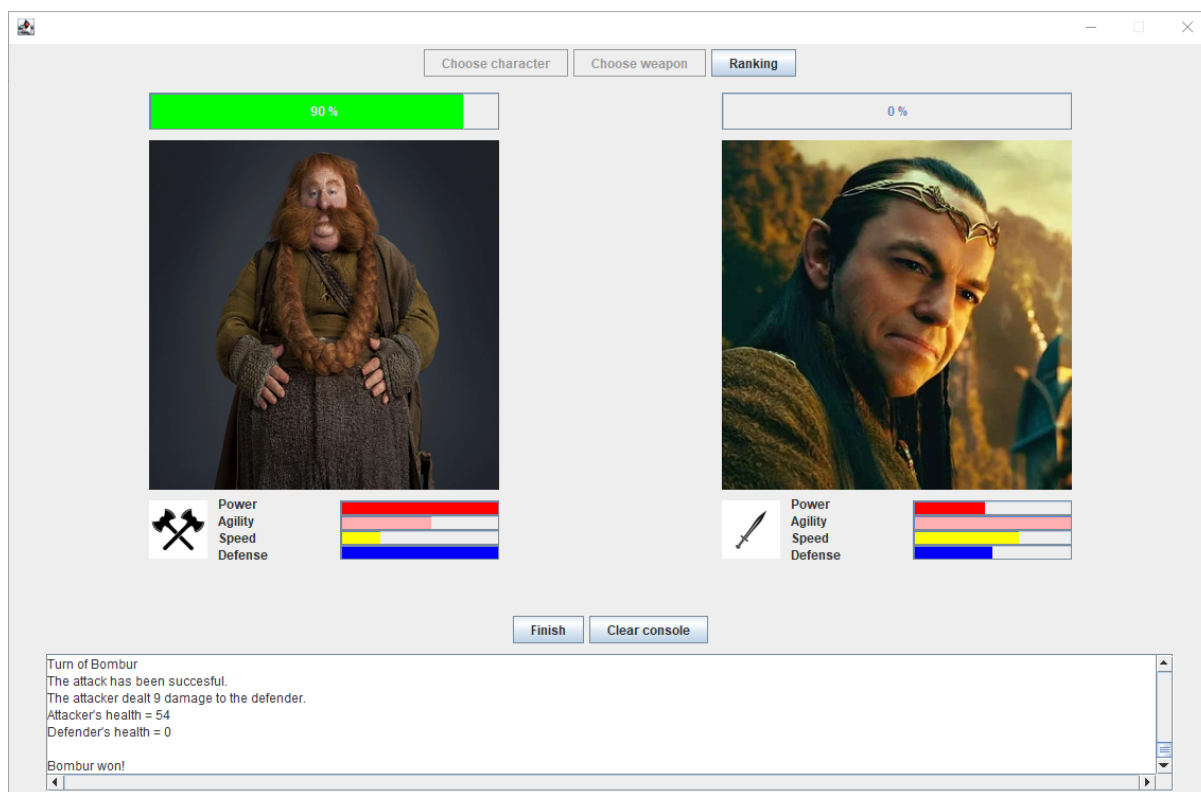 Choose character Choose weapon Ranking
90 % 0 %
Power Power
Agility Agility
Speed Speed
Defense Defense
Finish Clear console
Turn of Bombur
The attack has been succesful.
The attacker dealt 9 damage to the defender.
Attacker's health = 54
Defender's health = 0
Bombur won!